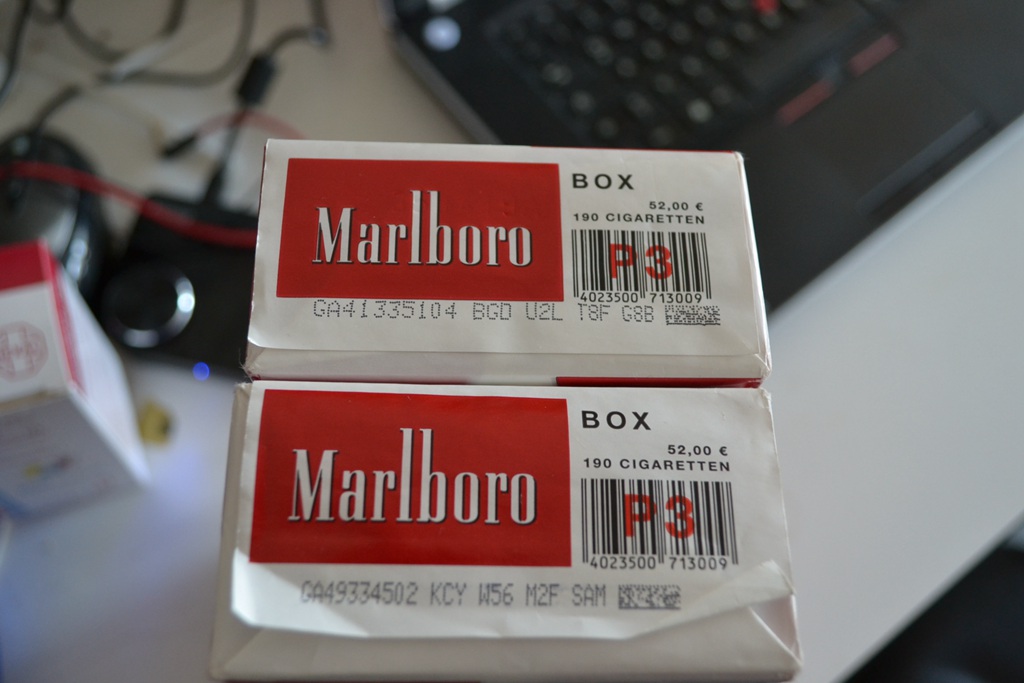 Marlboro
BOX
52,00 €
190 CIGARETTEN
P3
4023500 713009
GA41335104 BGD U2L T8F G8B
Marlboro
BOX
52,00 €
190 CIGARETTEN
P3
4023500 713009
GA49334502 KCY W56 M2F SAM